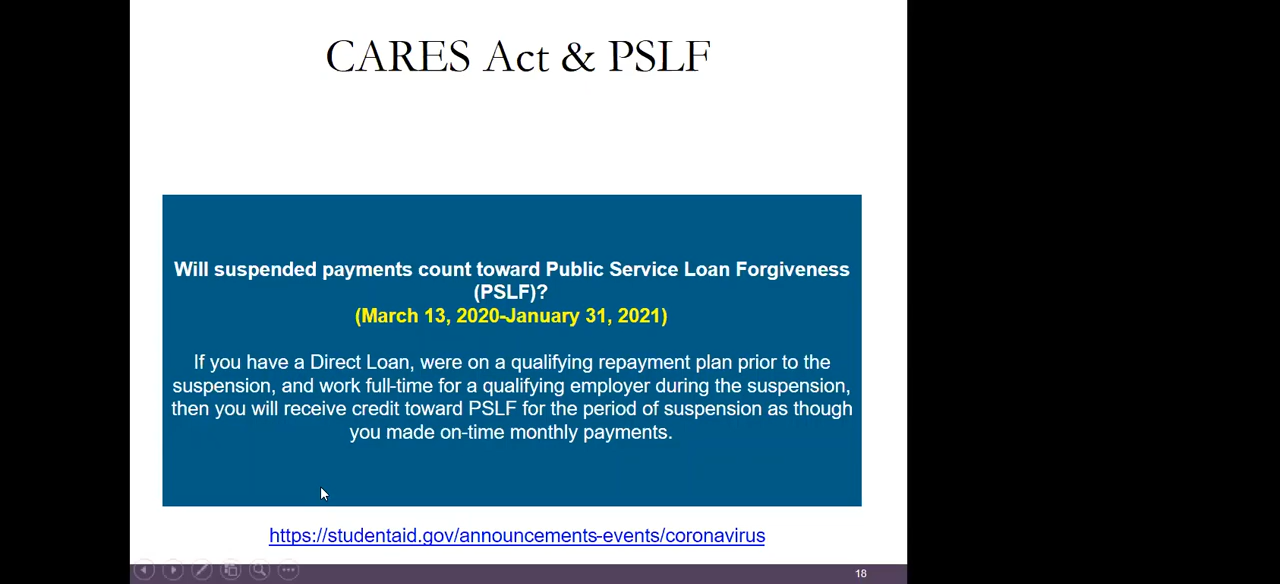 CARES Act & PSLF
Will suspended payments count toward Public Service Loan Forgiveness
(PSLF)?
(March 13, 2020-January 31, 2021)
If you have a Direct Loan, were on a qualifying repayment plan prior to the
suspension, and work full-time for a qualifying employer during the suspension,
then you will receive credit toward PSLF for the period of suspension as though
you made on-time monthly payments.
https://studentaid.gov/announcements-events/coronavirus
18